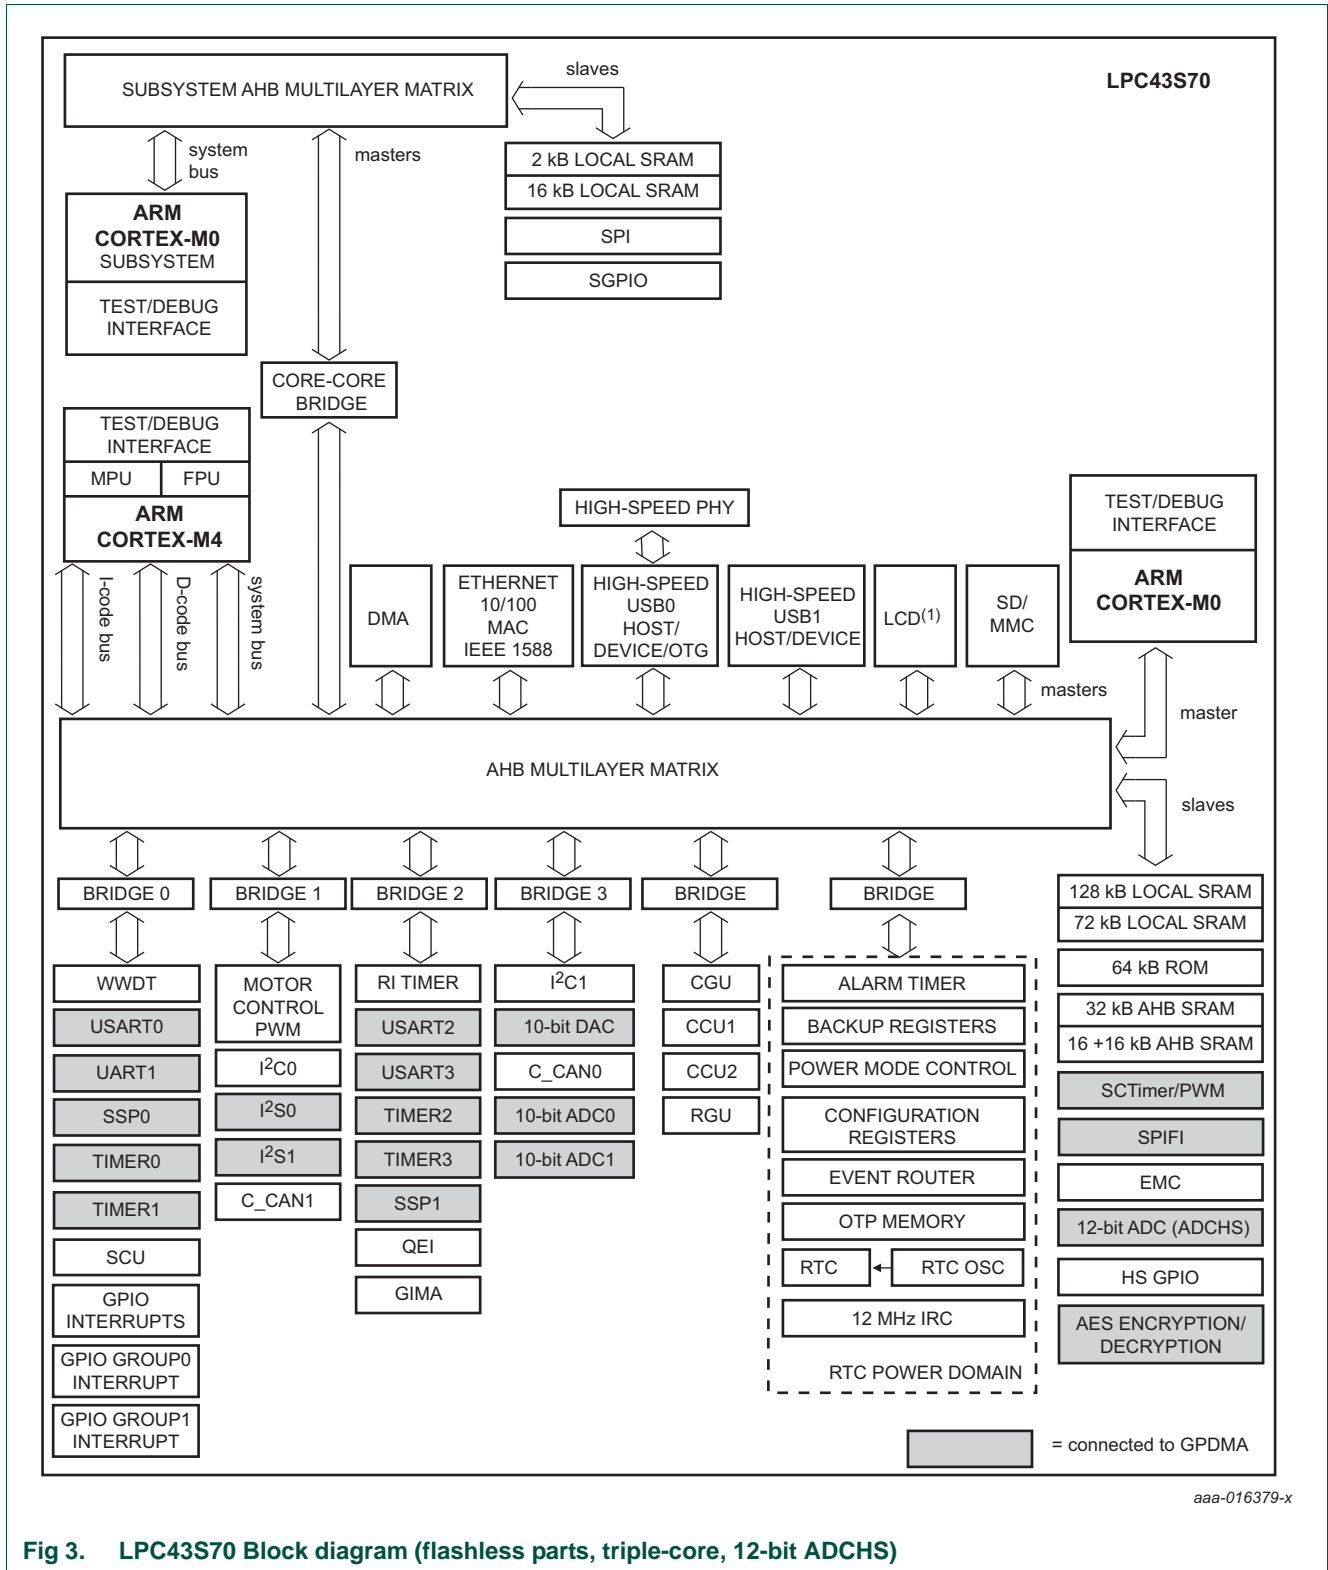 LPC43S70
SUBSYSTEM AHB MULTILAYER MATRIX
slaves
system
bus
masters
2 kB LOCAL SRAM
16 kB LOCAL SRAM
SPI
SGPIO
ARM
CORTEX-M0
SUBSYSTEM
TEST/DEBUG
INTERFACE
CORE-CORE
BRIDGE
TEST/DEBUG
INTERFACE
MPU
FPU
ARM
CORTEX-M4
I-code bus
D-code bus
system bus
DMA
ETHERNET
10/100
MAC
IEEE 1588
HIGH-SPEED PHY
HIGH-SPEED
USB0
HOST/
DEVICE/OTG
HIGH-SPEED
USB1
HOST/DEVICE
LCD(1)
SD/
MMC
TEST/DEBUG
INTERFACE
ARM
CORTEX-M0
masters
master
AHB MULTILAYER MATRIX
slaves
BRIDGE 0
BRIDGE 1
BRIDGE 2
BRIDGE 3
BRIDGE
BRIDGE
WWDT
USART0
UART1
SSP0
TIMER0
TIMER1
SCU
GPIO
INTERRUPTS
GPIO GROUP0
INTERRUPT
GPIO GROUP1
INTERRUPT
MOTOR
CONTROL
PWM
I2C0
I2S0
I2S1
C_CAN1
RI TIMER
USART2
USART3
TIMER2
TIMER3
SSP1
QEI
GIMA
I2C1
10-bit DAC
C_CAN0
10-bit ADC0
10-bit ADC1
CGU
CCU1
CCU2
RGU
ALARM TIMER
BACKUP REGISTERS
POWER MODE CONTROL
CONFIGURATION
REGISTERS
EVENT ROUTER
OTP MEMORY
RTC
RTC OSC
12 MHz IRC
RTC POWER DOMAIN
128 kB LOCAL SRAM
72 kB LOCAL SRAM
64 kB ROM
32 kB AHB SRAM
16 +16 kB AHB SRAM
SCTimer/PWM
SPIFI
EMC
12-bit ADC (ADCHS)
HS GPIO
AES ENCRYPTION/
DECRYPTION
= connected to GPDMA
aaa-016379-x
Fig 3. LPC43S70 Block diagram (flashless parts, triple-core, 12-bit ADCHS)